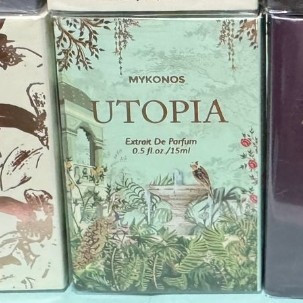 MYKONOS
UTOPIA
Extrait De Parfum
0.5 fl.oz /15ml